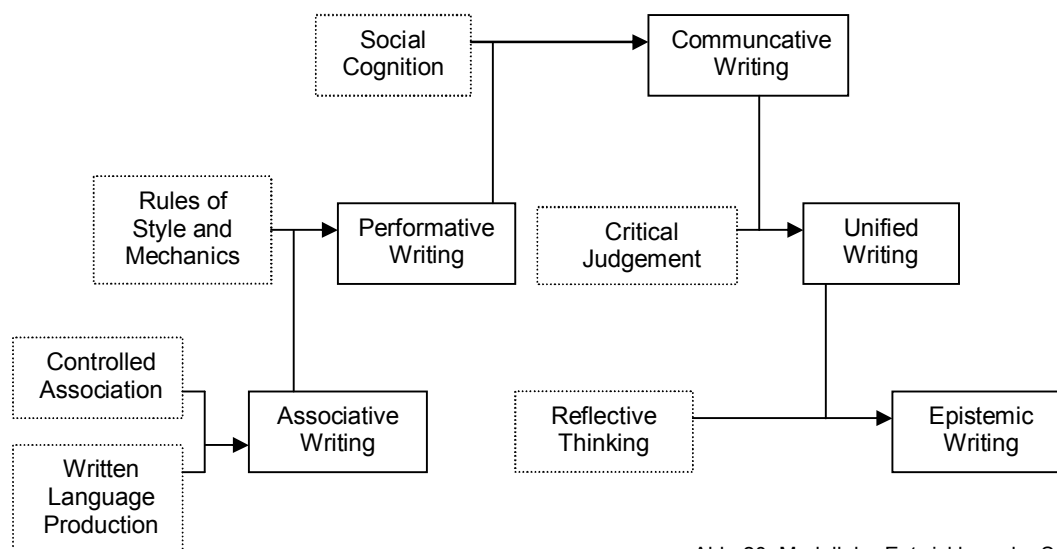 Social
Cognition
Communcative
Writing
Rules of
Style and
Mechanics
Performative
Writing
Critical
Judgement
Unified
Writing
Controlled
Association
Associative
Writing
Reflective
Thinking
Epistemic
Writing
Written
Language
Production